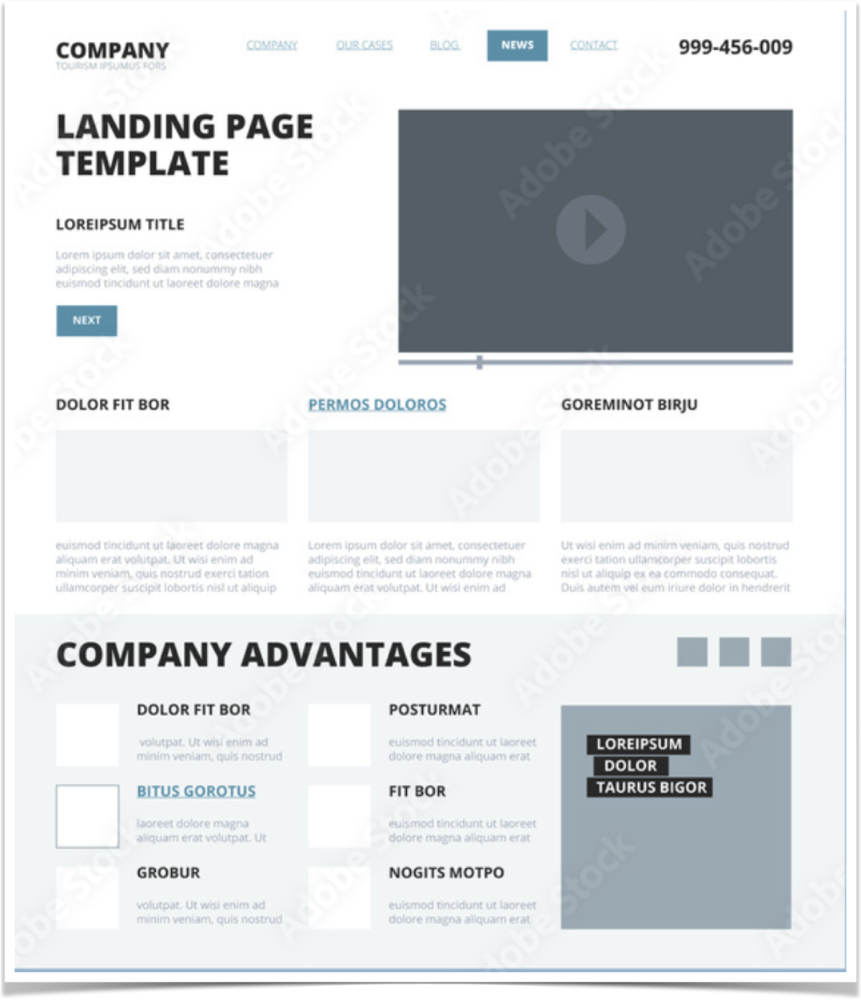 COMPANY
TOURISM IPSUMUS FORS
COMPANY
OUR CASES
BLOG
NEWS
CONTACT
999-456-009
LANDING PAGE
TEMPLATE
LOREIPSUM TITLE
Lorem ipsum dolor sit amet, consectetuer
adipiscing elit, sed diam nonummy nibh
euismod tincidunt ut laoreet dolore magna
NEXT
DOLOR FIT BOR
euismod tincidunt ut laoreet dolore magna
aliquam erat volutpat. Ut wisi enim ad
minim veniam, quis nostrud exerci tation
ullamcorper suscipit lobortis nisl ut aliquip
PERMOS DOLOROS
Lorem ipsum dolor sit amet, consectetuer
adipiscing elit, sed diam nonummy nibh
euismod tincidunt ut laoreet dolore magna
aliquam erat volutpat. Ut wisi enim ad
GOREMINOT BIRJU
Ut wisi enim ad minim veniam, quis nostrud
exerci tation ullamcorper suscipit lobortis
nisl ut aliquip ex ea commodo consequat.
Duis autem vel eum iriure dolor in hendrerit
COMPANY ADVANTAGES
DOLOR FIT BOR
volutpat. Ut wisi enim ad
minim veniam, quis nostrud
BITUS GOROTUS
laoreet dolore magna
aliquam erat volutpat. Ut
GROBUR
volutpat. Ut wisi enim ad
minim veniam, quis nostrud
POSTURMAT
euismod tincidunt ut laoreet
dolore magna aliquam erat
FIT BOR
euismod tincidunt ut laoreet
dolore magna aliquam erat
NOGITS MOTPO
euismod tincidunt ut laoreet
dolore magna aliquam erat
LOREIPSUM
DOLOR
TAURUS BIGOR
Adobe Stock